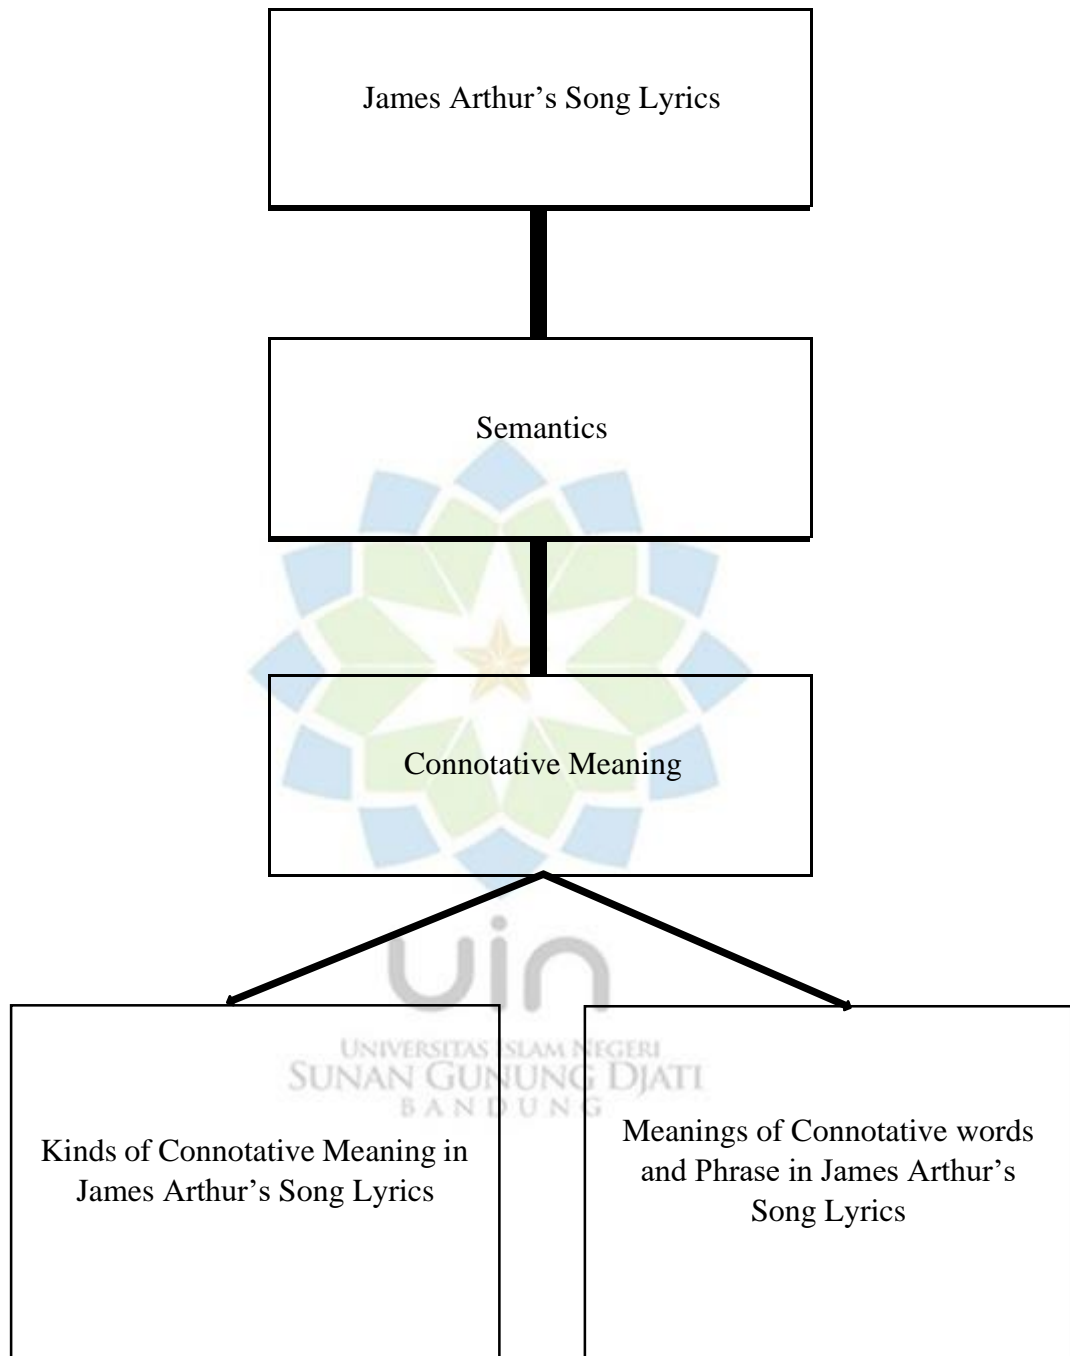 James Arthur’s Song Lyrics
Semantics
Connotative Meaning
uin
UNIVERSITAS ISLAM NEGERI
SUNAN GUNUNG DJATI
BANDUNG
Kinds of Connotative Meaning in
James Arthur’s Song Lyrics
Meanings of Connotative words
and Phrase in James Arthur’s
Song Lyrics